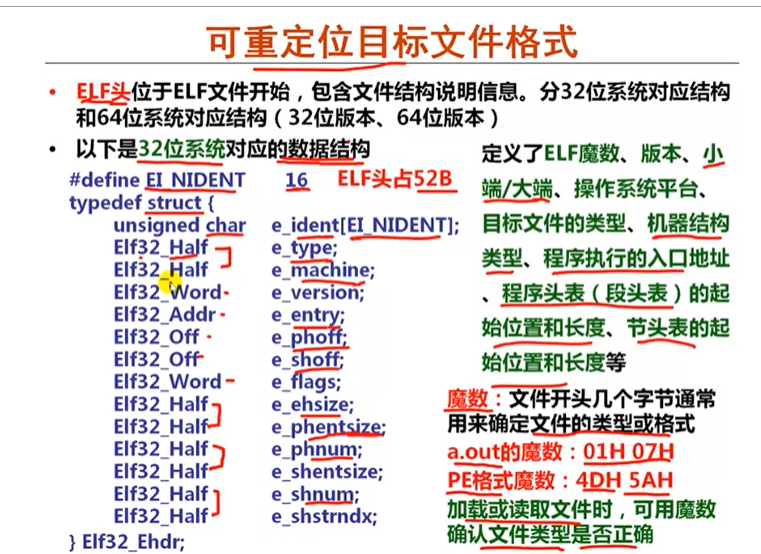 可重定位目标文件格式
• ELF头位于ELF文件开始，包含文件结构说明信息。分32位系统对应结构
和64位系统对应结构（32位版本、64位版本）
• 以下是32位系统对应的数据结构
#define EI_NIDENT 16 ELF头占52B
typedef struct {
unsigned char e_ident[EI_NIDENT];
Elf32_Half e_type;
Elf32_Half e_machine;
Elf32_Word e_version;
Elf32_Addr e_entry;
Elf32_Off e_phoff;
Elf32_Off e_shoff;
Elf32_Word e_flags;
Elf32_Half e_ehsize;
Elf32_Half e_phentsize;
Elf32_Half e_phnum;
Elf32_Half e_shentsize;
Elf32_Half e_shnum;
Elf32_Half e_shstrndx;
} Elf32_Ehdr;
定义了ELF魔数、版本、小
端/大端、操作系统平台、
目标文件的类型、机器结构
类型、程序执行的入口地址
、程序头表（段头表）的起
始位置和长度、节头表的起
始位置和长度等
魔数：文件开头几个字节通常
用来确定文件的类型或格式
a.out的魔数：01H 07H
PE格式魔数：4DH 5AH
加载或读取文件时，可用魔数
确认文件类型是否正确